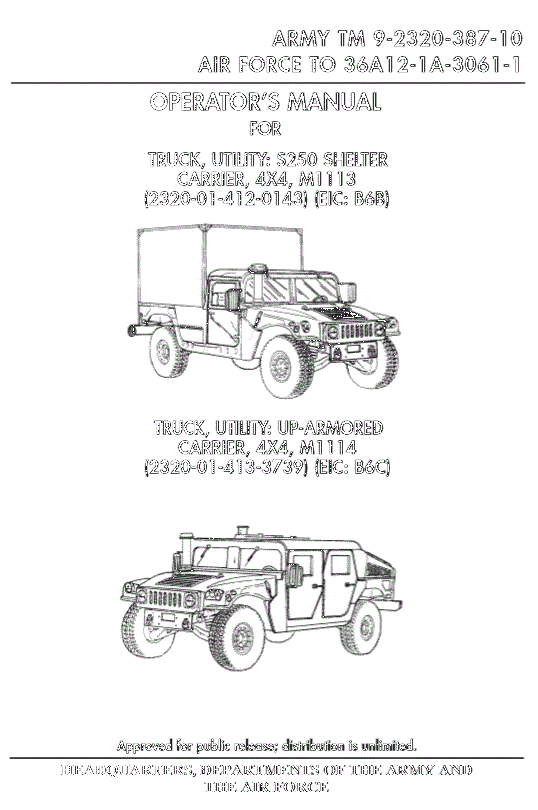 ARMY TM 9-2320-387-10
AIR FORCE TO 36A12-1A-3061-1
OPERATOR'S MANUAL
FOR
TRUCK, UTILITY: S250 SHELTER
CARRIER, 4X4, M1113
(2320-01-412-0143) (EIC: B6B)
TRUCK, UTILITY: UP-ARMORED
CARRIER, 4X4, M1114
(2320-01-413-3739) (EIC: B6C)
Approved for public release; distribution is unlimited.
HEADQUARTERS, DEPARTMENTS OF THE ARMY AND
THE AIR FORCE